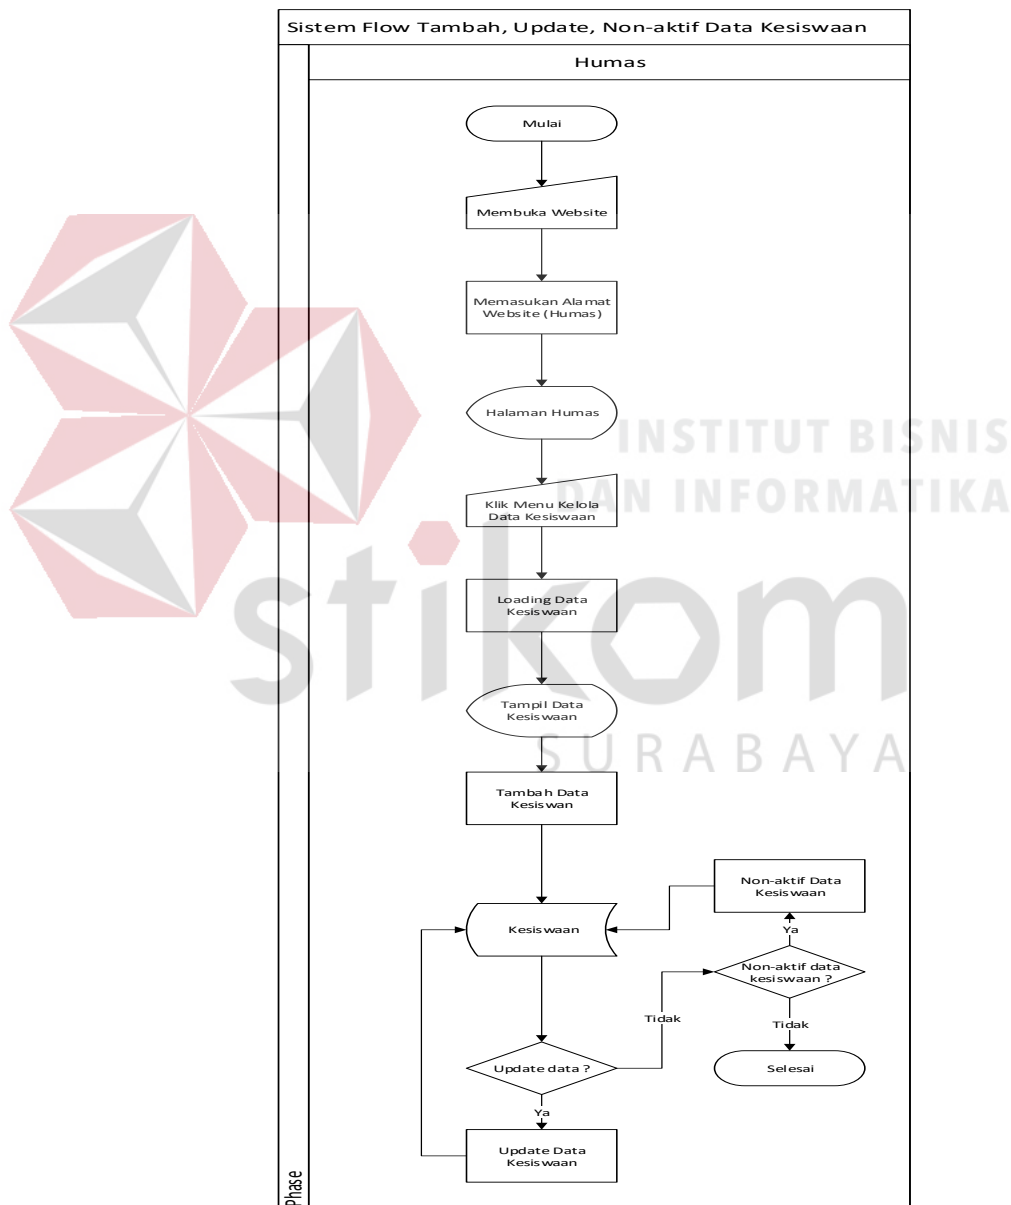 Sistem Flow Tambah, Update, Non-aktif Data Kesiswaan
Humas
Mulai
Membuka Website
Memasukan Alamat
Website (Humas)
Halaman Humas
INSTITUT BISNIS
DAN INFORMATIKA
Klik Menu Kelola
Data Kesiswaan
stikom
Loading Data
Kesiswaan
Tampil Data
Kesiswaan
SURABAYA
Tambah Data
Kesiswan
Non-aktif Data
Kesiswaan
Kesiswaan
Ya
Non-aktif data
kesiswaan ?
Tidak
Tidak
Update data ?
Selesai
Ya
Update Data
Kesiswaan
Phase